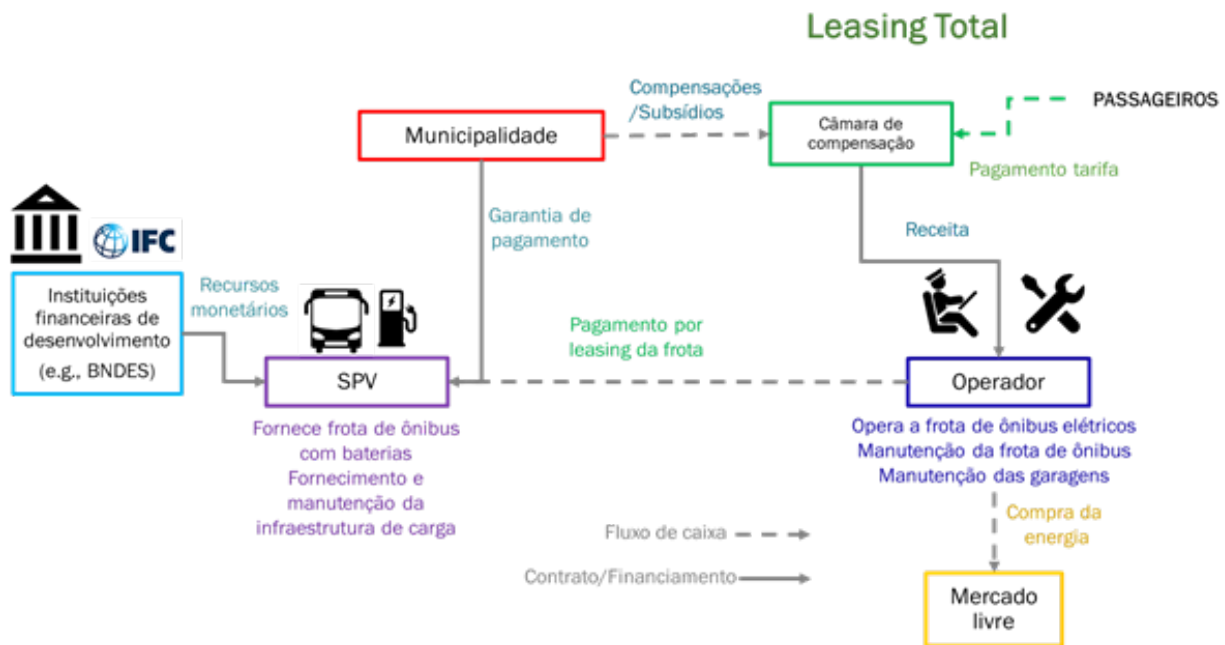 Leasing Total
Compensações
/Subsídios
PASSAGEIROS
Municipalidade
Câmara de
compensação
Pagamento tarifa
Garantia de
pagamento
Receita
IFC
Instituições
financeiras de
desenvolvimento
(e.g., BNDES)
Recursos
monetários
Pagamento por
leasing da frota
SPV
Operador
Fornece frota de ônibus
com baterias
Fornecimento e
manutenção da
infraestrutura de carga
Opera a frota de ônibus elétricos
Manutenção da frota de ônibus
Manutenção das garagens
Compra da
energia
Fluxo de caixa
Contrato/Financiamento
Mercado
livre